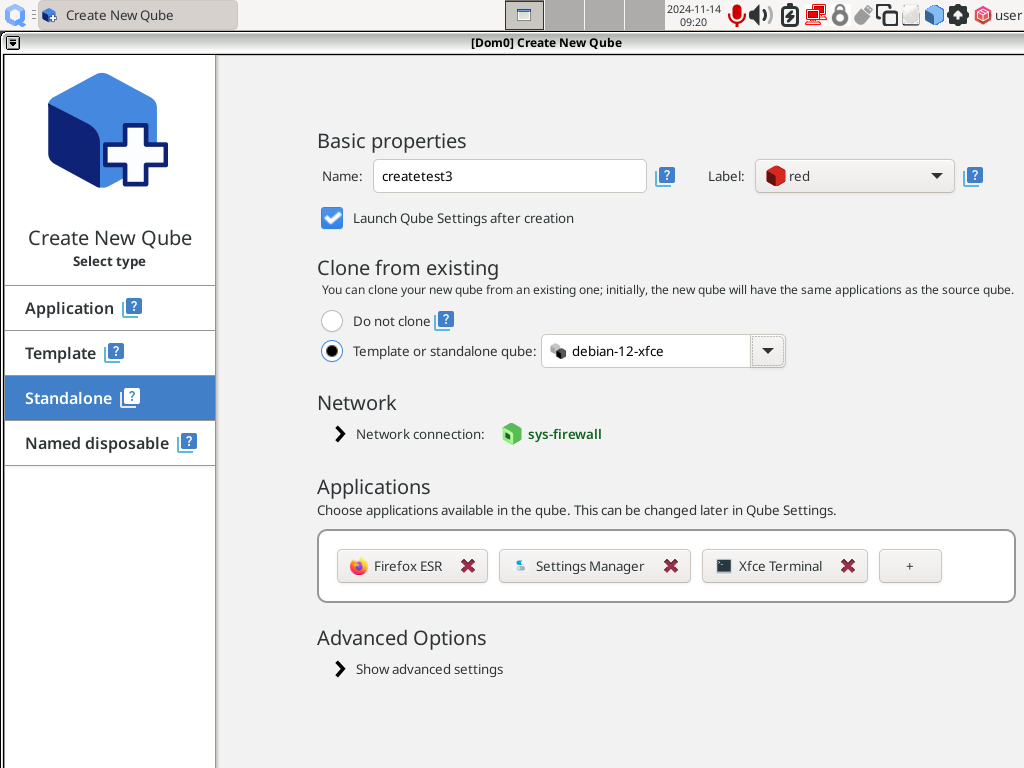 Create New Qube
2024-11-14
09:20
user
[Dom0] Create New Qube
Create New Qube
Select type
Application ?
Template ?
Standalone ?
Named disposable ?
Basic properties
Name: createtest3 ? Label: red ?
Launch Qube Settings after creation
Clone from existing
You can clone your new qube from an existing one; initially, the new qube will have the same applications as the source qube.
Do not clone ?
Template or standalone qube: debian-12-xfce
Network
Network connection: sys-firewall
Applications
Choose applications available in the qube. This can be changed later in Qube Settings.
Firefox ESR Settings Manager Xfce Terminal +
Advanced Options
Show advanced settings